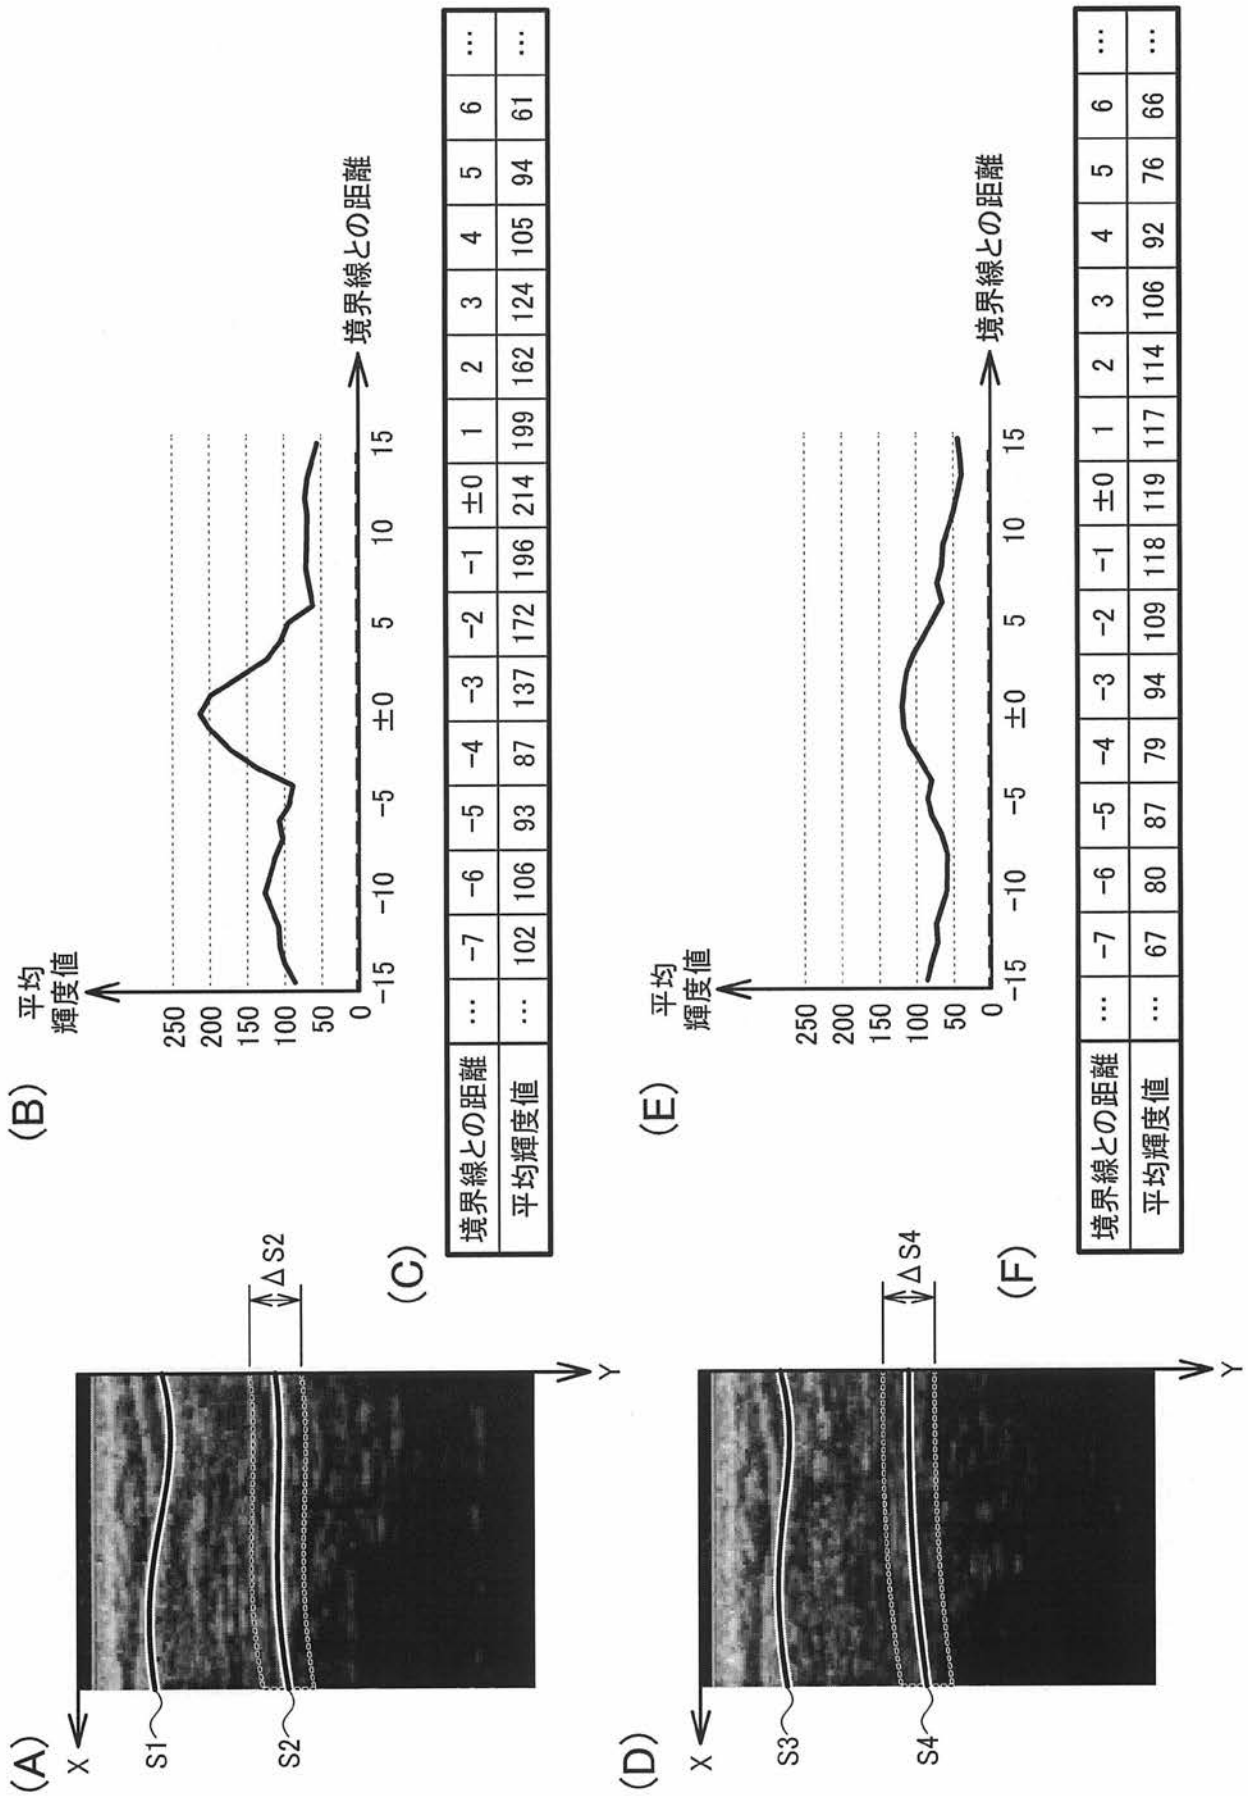 (A)
X
Y
S1
S2
ΔS2
(B)
平均
輝度値
250
200
150
100
50
0
-15 -10 -5 ±0 5 10 15
境界線との距離
(C)
境界線との距離 … -7 -6 -5 -4 -3 -2 -1 ±0 1 2 3 4 5 6 …
平均輝度値 … 102 106 93 87 137 172 196 214 199 162 124 105 94 61 …
(D)
X
Y
S3
S4
ΔS4
(E)
平均
輝度値
250
200
150
100
50
0
-15 -10 -5 ±0 5 10 15
境界線との距離
(F)
境界線との距離 … -7 -6 -5 -4 -3 -2 -1 ±0 1 2 3 4 5 6 …
平均輝度値 … 67 80 87 79 94 109 118 119 117 114 106 92 76 66 …